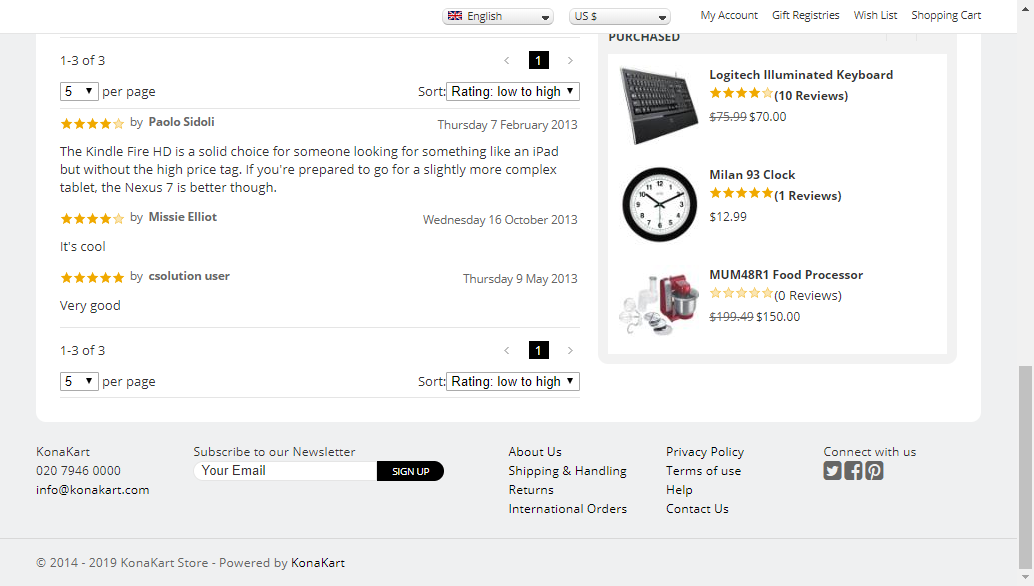 English
US $
My Account
Gift Registries
Wish List
Shopping Cart
1-3 of 3
1
5
per page
Sort:
Rating: low to high
by Paolo Sidoli
Thursday 7 February 2013
The Kindle Fire HD is a solid choice for someone looking for something like an iPad
but without the high price tag. If you're prepared to go for a slightly more complex
tablet, the Nexus 7 is better though.
by Missie Elliot
Wednesday 16 October 2013
It's cool
by csolution user
Thursday 9 May 2013
Very good
1-3 of 3
1
5
per page
Sort:
Rating: low to high
PURCHASED
Logitech Illuminated Keyboard
(10 Reviews)
$75.99 $70.00
Milan 93 Clock
(1 Reviews)
$12.99
MUM48R1 Food Processor
(0 Reviews)
$199.49 $150.00
KonaKart
020 7946 0000
info@konakart.com
Subscribe to our Newsletter
Your Email
SIGN UP
About Us
Shipping & Handling
Returns
International Orders
Privacy Policy
Terms of use
Help
Contact Us
Connect with us
© 2014 - 2019 KonaKart Store - Powered by KonaKart